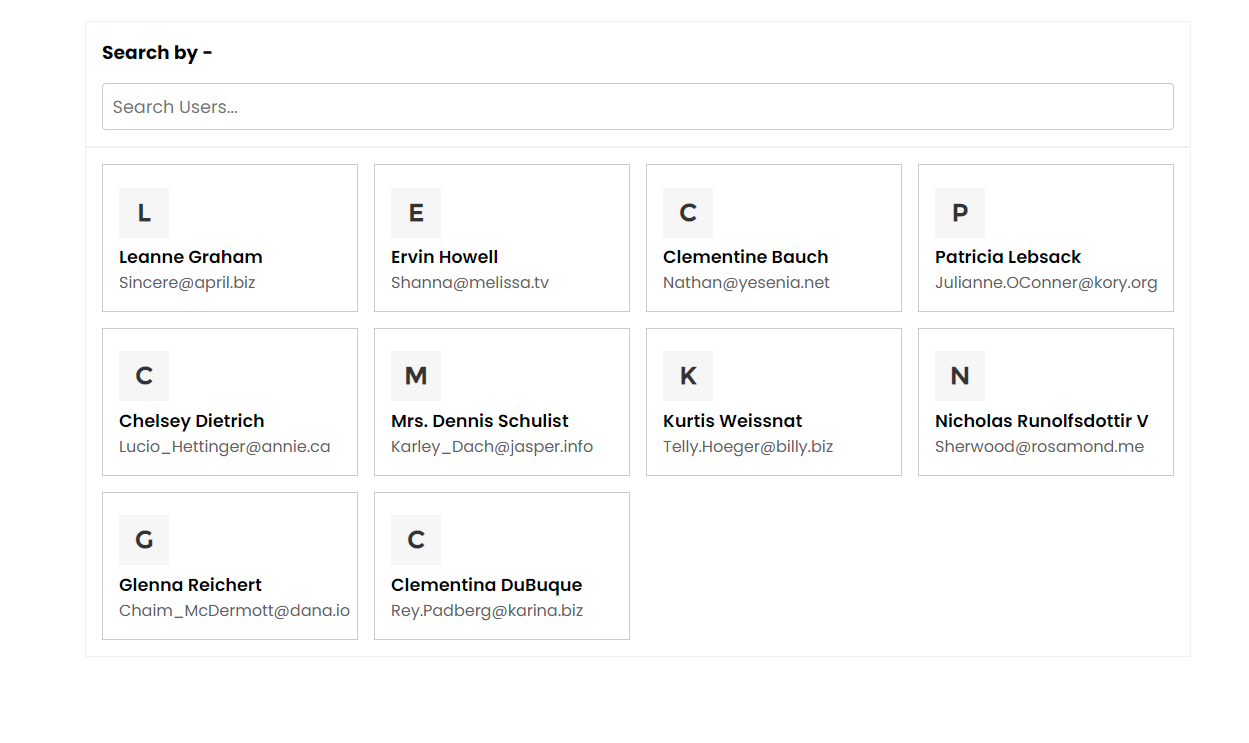 Search by -
Search Users...
L
Leanne Graham
Sincere@april.biz
E
Ervin Howell
Shanna@melissa.tv
C
Clementine Bauch
Nathan@yesenia.net
P
Patricia Lebsack
Julianne.OConner@kory.org
C
Chelsey Dietrich
Lucio_Hettinger@annie.ca
M
Mrs. Dennis Schulist
Karley_Dach@jasper.info
K
Kurtis Weissnat
Telly.Hoeger@billy.biz
N
Nicholas Runolfsdottir V
Sherwood@rosamond.me
G
Glenna Reichert
Chaim_McDermott@dana.io
C
Clementina DuBuque
Rey.Padberg@karina.biz